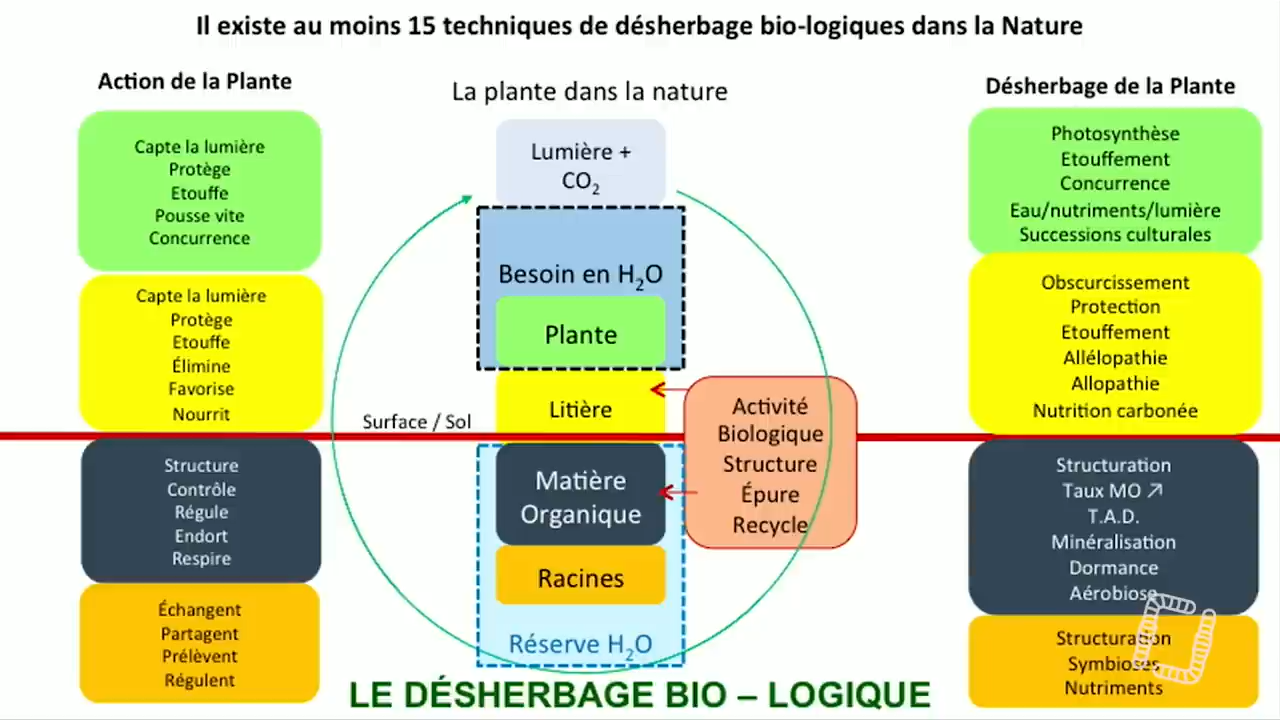 Il existe au moins 15 techniques de désherbage bio-logiques dans la Nature
Action de la Plante
Capte la lumière
Protège
Etouffe
Pousse vite
Concurrence
Capte la lumière
Protège
Etouffe
Élimine
Favorise
Nourrit
Structure
Contrôle
Régule
Endort
Respire
Échangent
Partagent
Prélèvent
Régulent
La plante dans la nature
Lumière +
CO₂
Besoin en H₂O
Plante
Litière
Surface / Sol
Matière
Organique
Racines
Réserve H₂O
Activité
Biologique
Structure
Épure
Recycle
Désherbage de la Plante
Photosynthèse
Etouffement
Concurrence
Eau/nutriments/lumière
Successions culturales
Obscurcissement
Protection
Etouffement
Allélopathie
Allopathie
Nutrition carbonée
Structuration
Taux MO ↗
T.A.D.
Minéralisation
Dormance
Aérobiose
Structuration
Symbioses
Nutriments
LE DÉSHERBAGE BIO – LOGIQUE